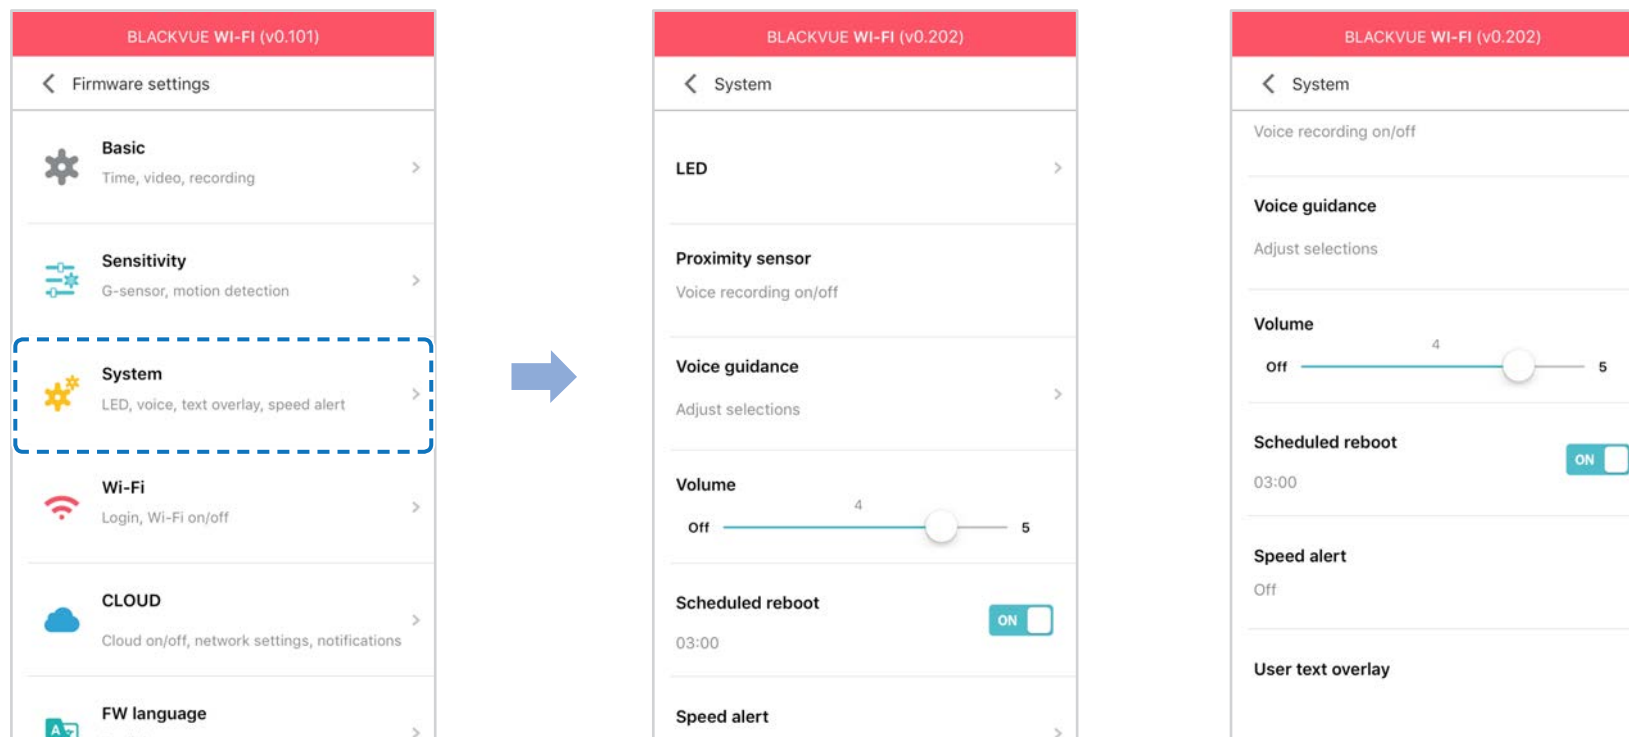 BLACKVUE WI-FI (v0.101)
Firmware settings
Basic
Time, video, recording
Sensitivity
G-sensor, motion detection
System
LED, voice, text overlay, speed alert
Wi-Fi
Login, Wi-Fi on/off
CLOUD
Cloud on/off, network settings, notifications
FW language
BLACKVUE WI-FI (v0.202)
System
LED
Proximity sensor
Voice recording on/off
Voice guidance
Adjust selections
Volume
4
Off 5
Scheduled reboot
ON
03:00
Speed alert
BLACKVUE WI-FI (v0.202)
System
Voice recording on/off
Voice guidance
Adjust selections
Volume
4
Off 5
Scheduled reboot
ON
03:00
Speed alert
Off
User text overlay